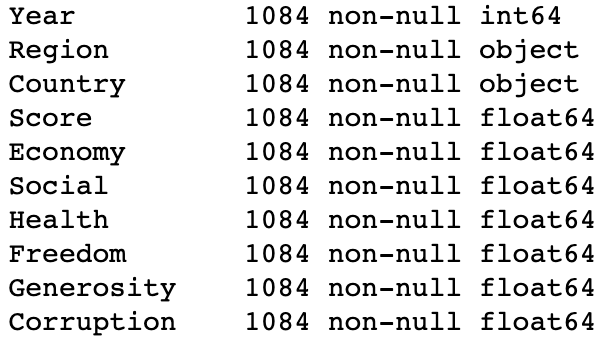 Year 1084 non-null int64
Region 1084 non-null object
Country 1084 non-null object
Score 1084 non-null float64
Economy 1084 non-null float64
Social 1084 non-null float64
Health 1084 non-null float64
Freedom 1084 non-null float64
Generosity 1084 non-null float64
Corruption 1084 non-null float64